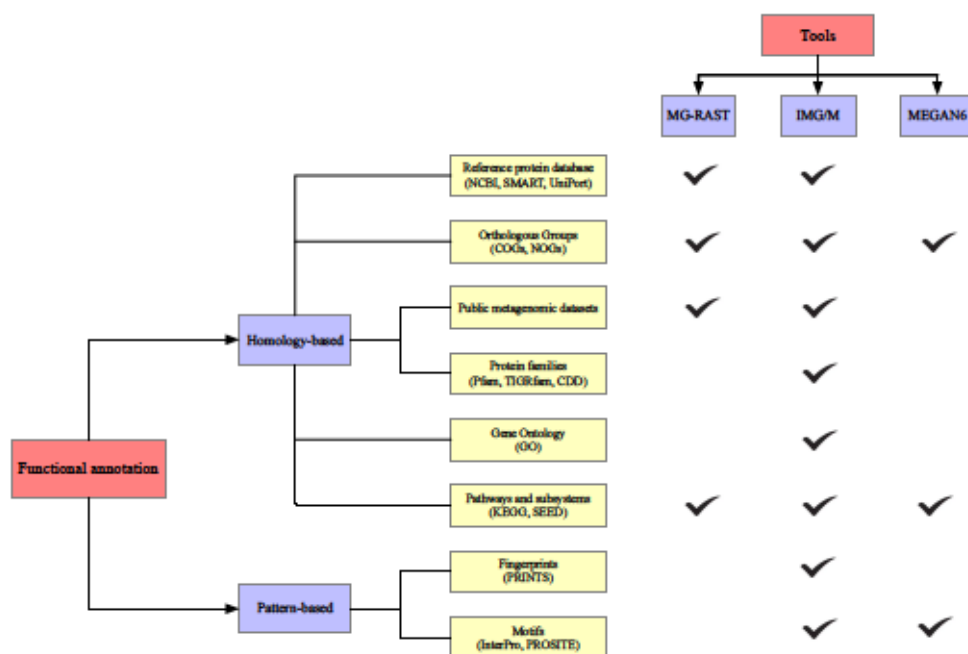 Tools
MG-RAST
IMG/M
MEGAN6
Reference protein database
(NCBI, SMART, UniPort)
Orthologous Groups
(COGs, NOGs)
Public metagenomic datasets
Homology-based
Protein families
(Pfam, TIGRfam, CDD)
Gene Ontology
(GO)
Functional annotation
Pathways and subsystems
(KEGG, SEED)
Fingerprints
(PRINTS)
Pattern-based
Motifs
(InterPro, PROSITE)